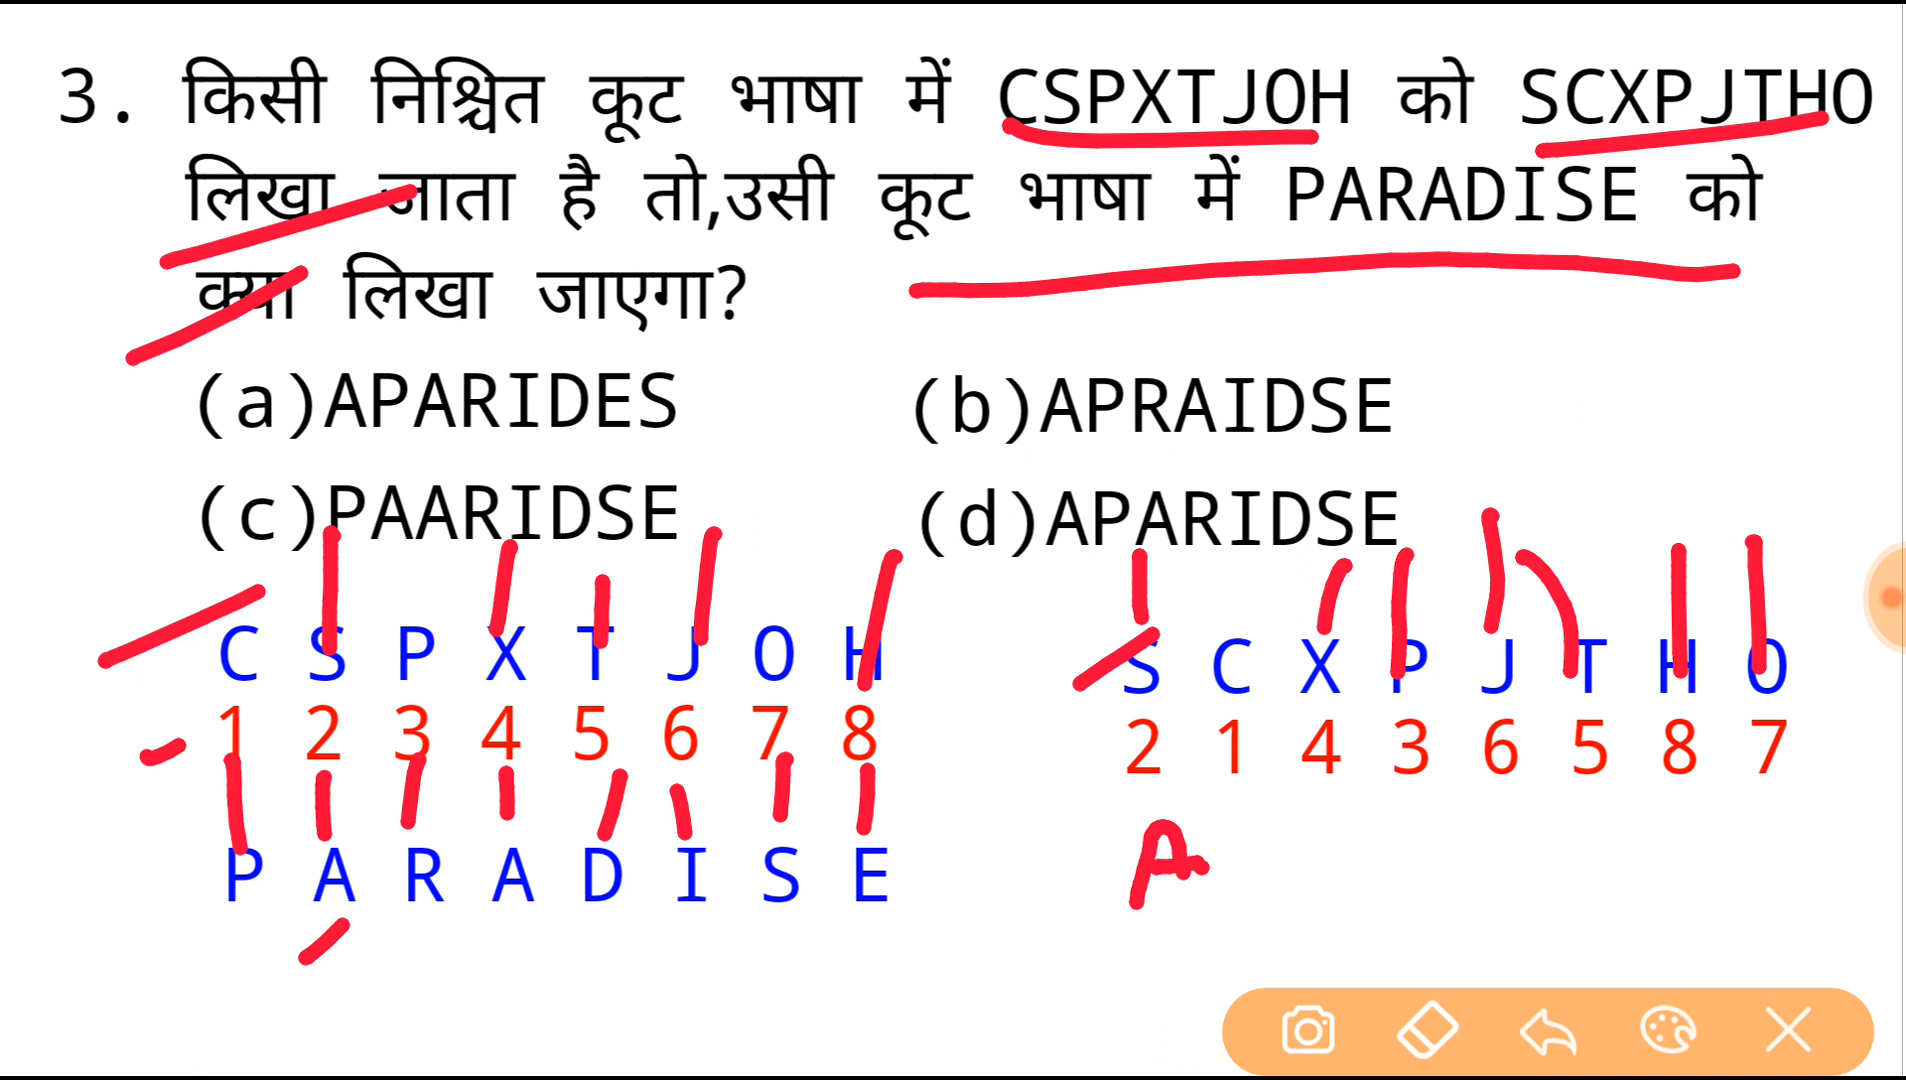 3. किसी निश्चित कूट भाषा में CSPXTJOH को SCXPJTHO
लिखा जाता है तो,उसी कूट भाषा में PARADISE को
क्या लिखा जाएगा?
(a)APARIDES (b)APRAIDSE
(c)PAARIDSE (d)APARIDSE
C S P X T J O H S C X P J T H O
1 2 3 4 5 6 7 8 2 1 4 3 6 5 8 7
P A R A D I S E A